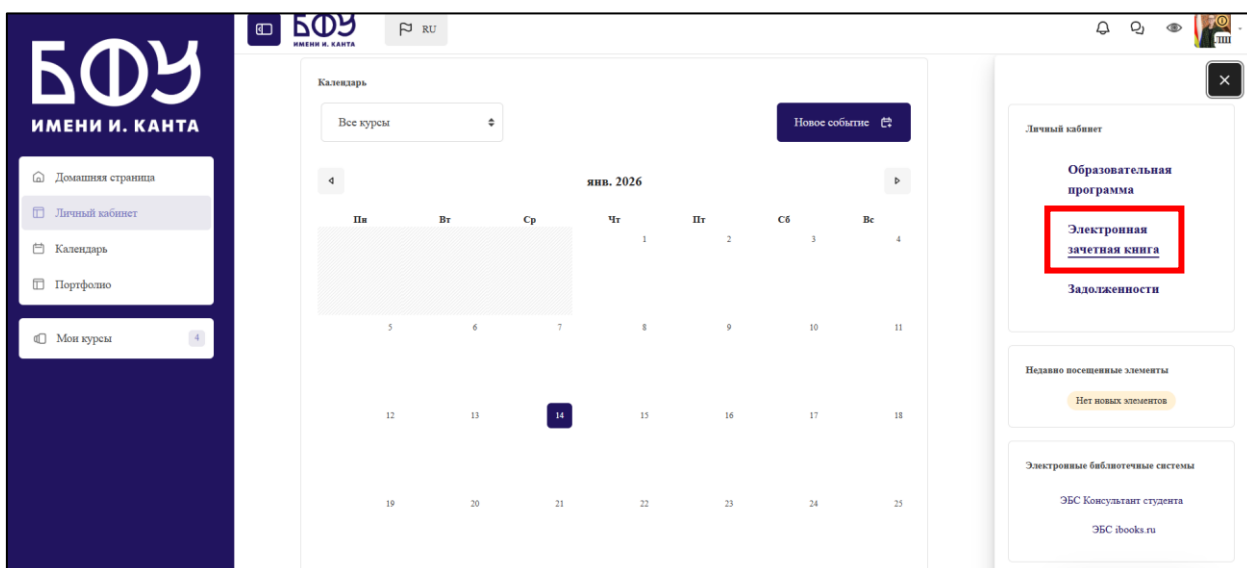 БФУ
ИМЕНИ И. КАНТА
Домашняя страница
Личный кабинет
Календарь
Портфолио
Мои курсы 4
БФУ
ИМЕНИ И. КАНТА
RU
Календарь
Все курсы
Новое событие
янв. 2026
Пн Вт Ср Чт Пт Сб Вс
1 2 3 4
5 6 7 8 9 10 11
12 13 14 15 16 17 18
19 20 21 22 23 24 25
Личный кабинет
Образовательная
программа
Электронная
зачетная книга
Задолженности
Недавно посещенные элементы
Нет новых элементов
Электронные библиотечные системы
ЭБС Консультант студента
ЭБС ibooks.ru